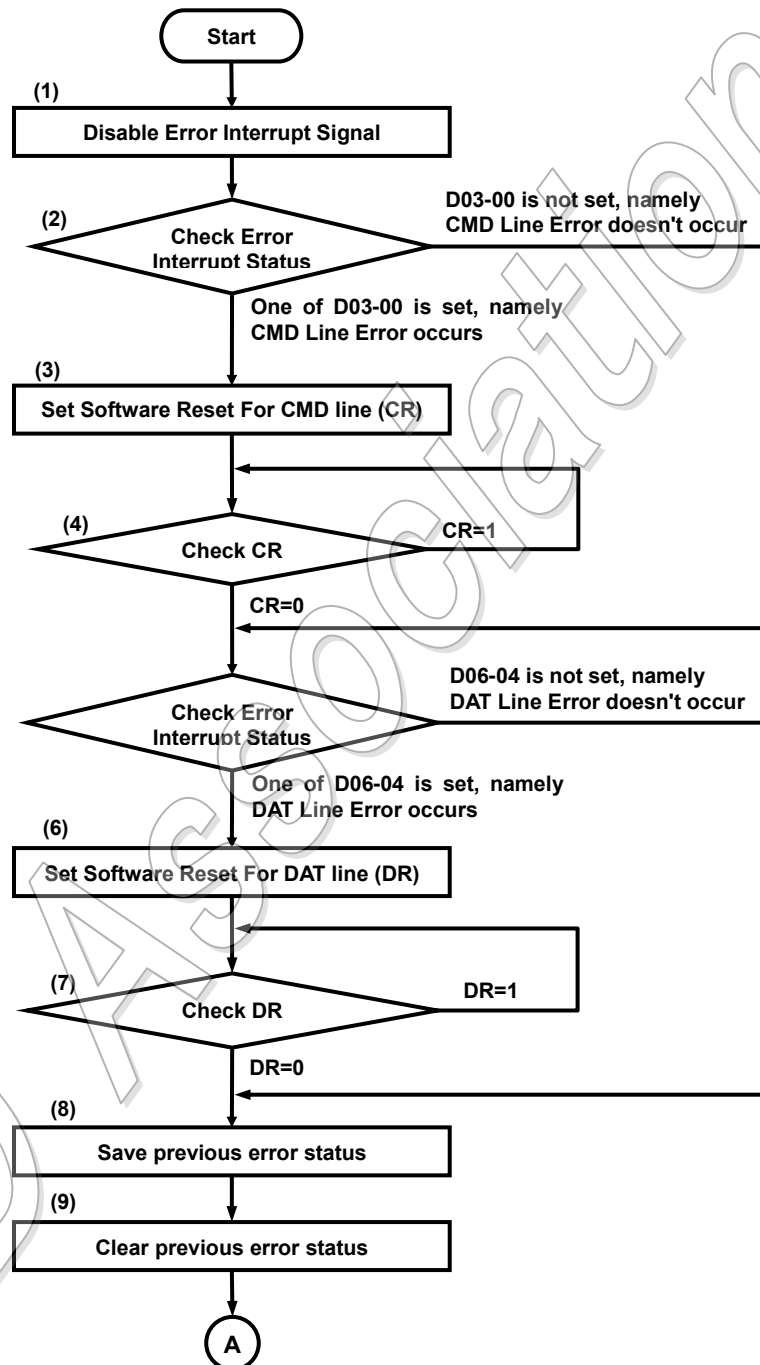 Start
(1)
Disable Error Interrupt Signal
D03-00 is not set, namely
CMD Line Error doesn't occur
(2)
Check Error
Interrupt Status
One of D03-00 is set, namely
CMD Line Error occurs
(3)
Set Software Reset For CMD line (CR)
(4)
Check CR
CR=1
CR=0
D06-04 is not set, namely
DAT Line Error doesn't occur
Check Error
Interrupt Status
One of D06-04 is set, namely
DAT Line Error occurs
(6)
Set Software Reset For DAT line (DR)
(7)
Check DR
DR=1
DR=0
(8)
Save previous error status
(9)
Clear previous error status
A
Association